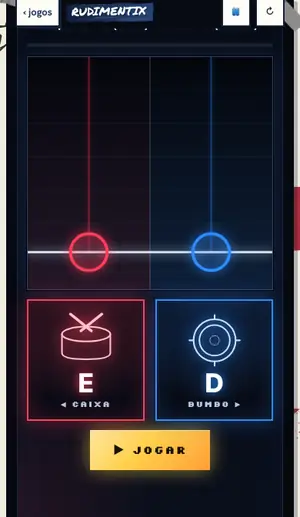 ‹ jogos
RUDIMENTIX
E
D
◄ CAIXA
BUMBO ►
▶ JOGAR